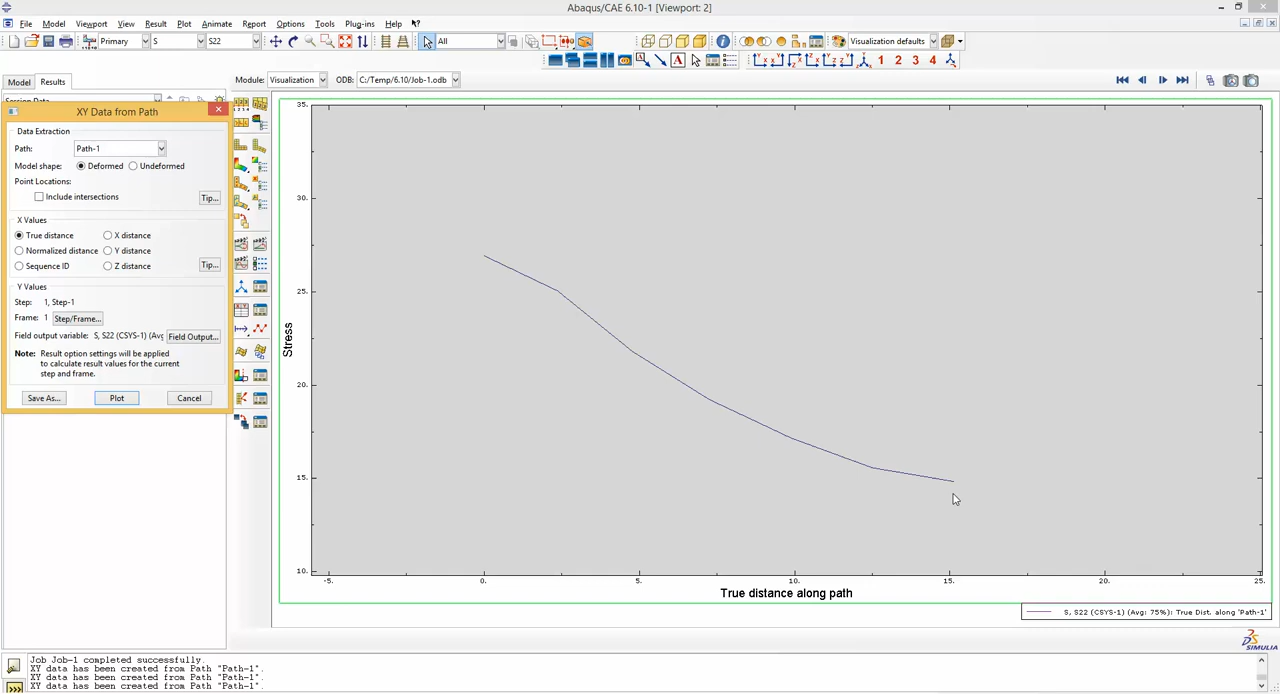 Abaqus/CAE 6.10-1 [Viewport: 2]
File Model Viewport View Result Plot Animate Report Options Tools Plug-ins Help
Primary S S22 All Visualization defaults
1 2 3 4
Model Results Module: Visualization ODB: C:/Temp/6.10/Job-1.odb
XY Data from Path
Data Extraction
Path: Path-1
Model shape: Deformed Undeformed
Point Locations:
Include intersections Tip...
X Values
True distance X distance
Normalized distance Y distance
Sequence ID Z distance Tip...
Y Values
Step: 1, Step-1
Frame: 1 Step/Frame...
Field output variable: S, S22 (CSYS-1) (Avg Field Output...
Note: Result option settings will be applied
to calculate result values for the current
step and frame.
Save As... Plot Cancel
35.
30.
25.
20.
15.
10.
Stress
-5. 0. 5. 10. 15. 20. 25.
True distance along path
S, S22 (CSYS-1) (Avg: 75%): True Dist. along 'Path-1'
SIMULIA
Job Job-1 completed successfully.
XY data has been created from Path "Path-1".
XY data has been created from Path "Path-1".
XY data has been created from Path "Path-1".
>>>